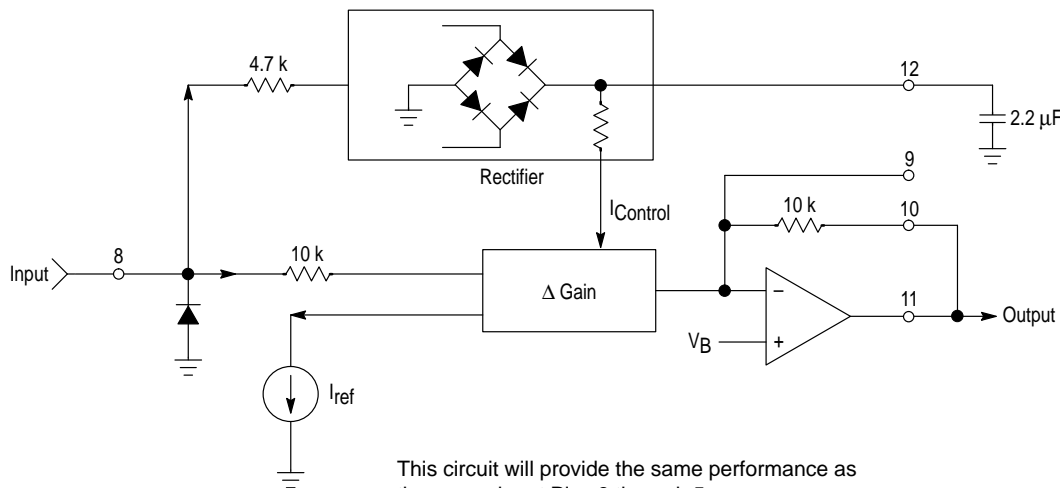 4.7 k
12
2.2 μF
Rectifier
9
IControl
10 k
10
8
10 k
Input
Δ Gain
−
11
Output
VB
+
Iref
This circuit will provide the same performance as